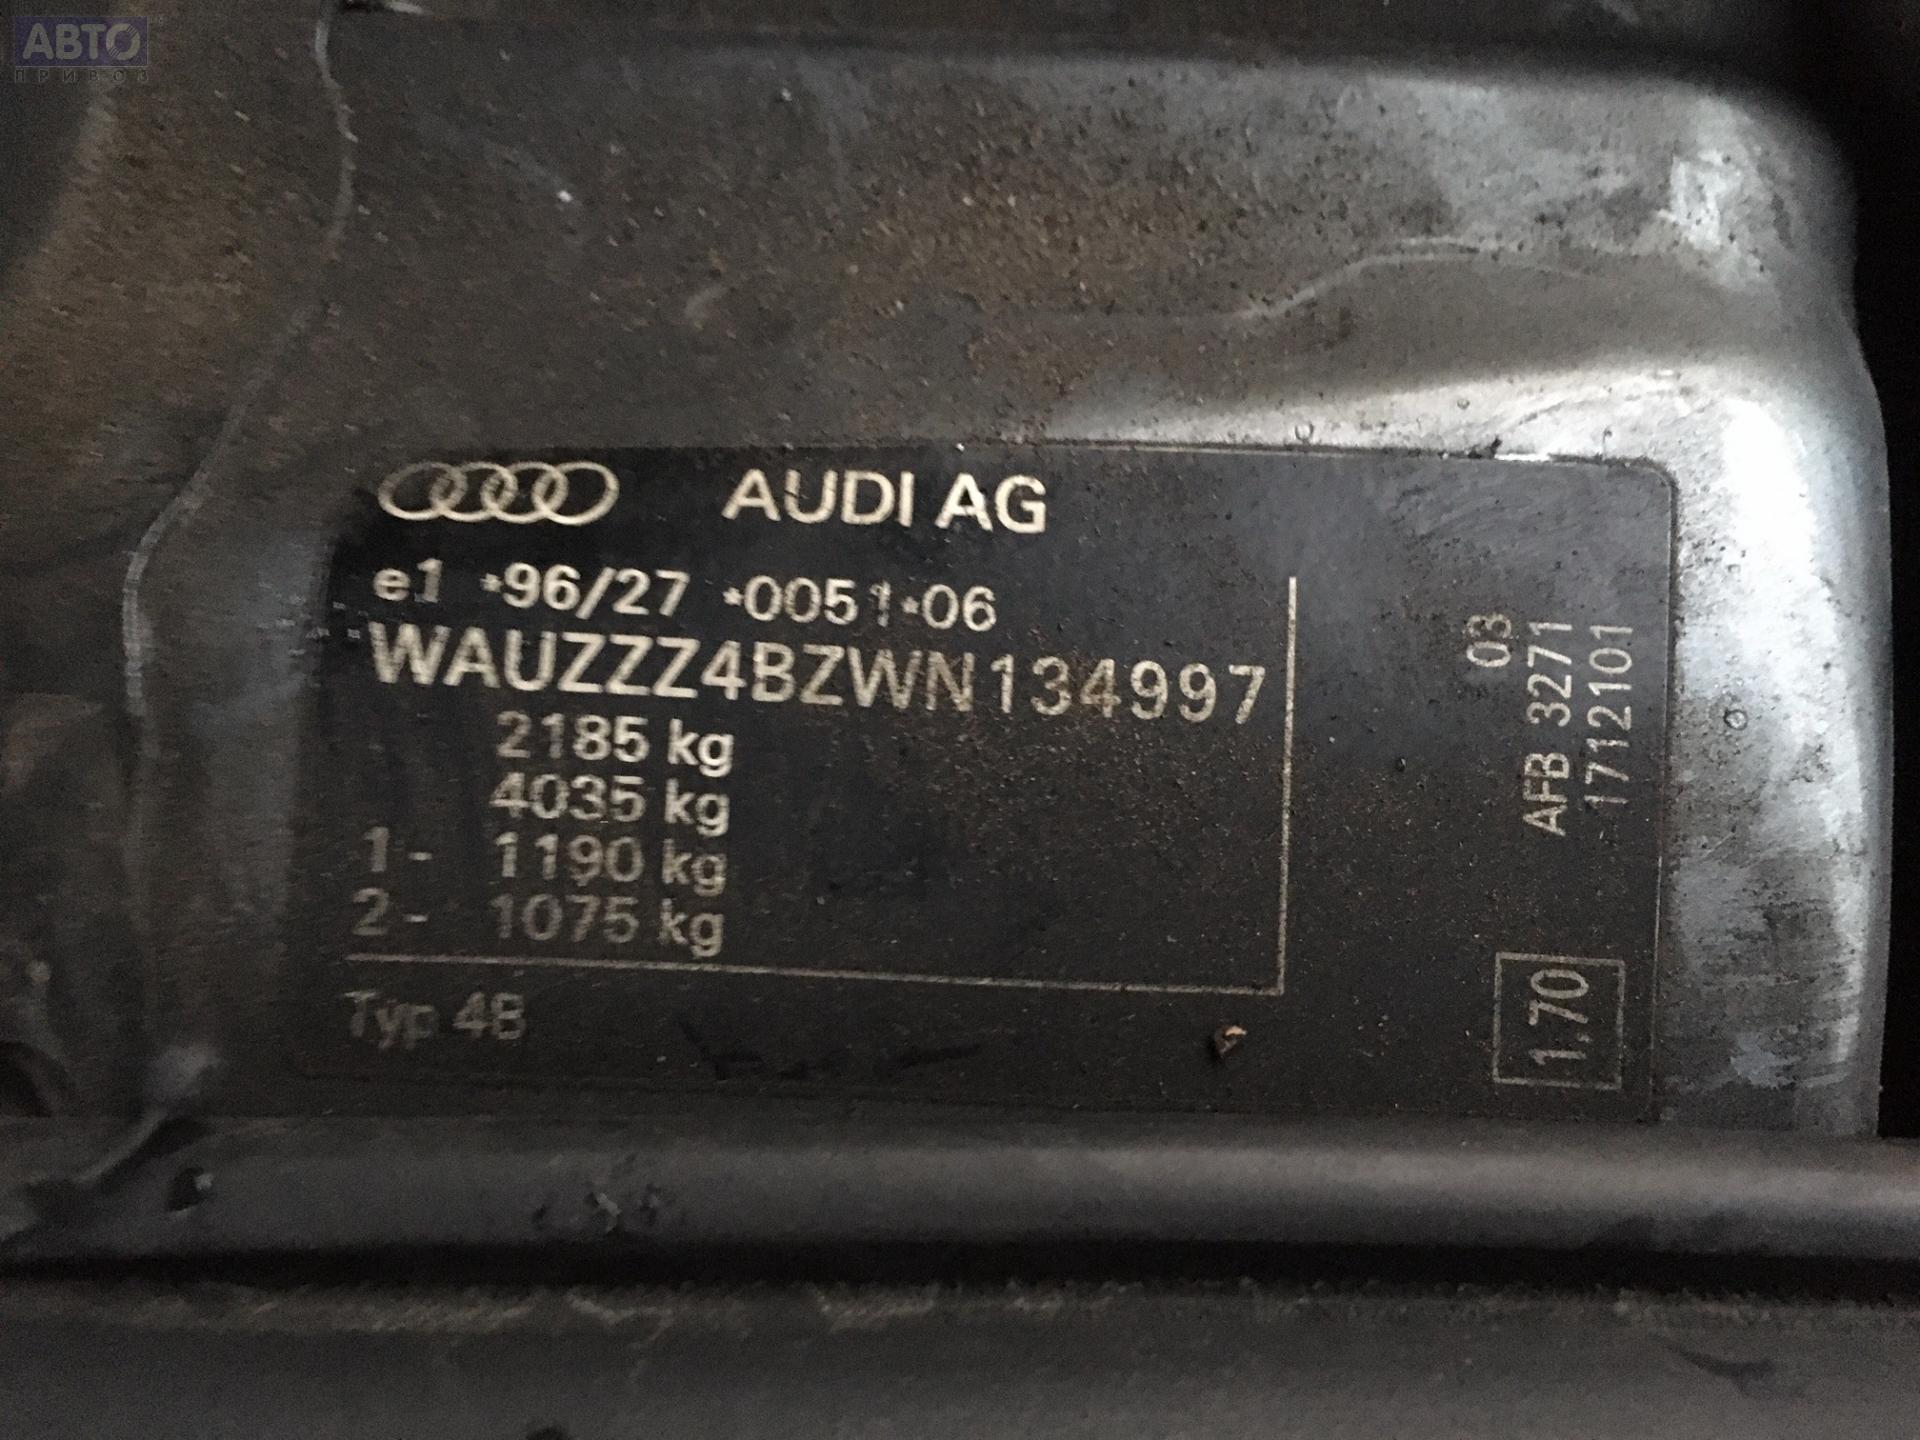 АВТО
ПРИВОЗ
AUDI AG
e1 *96/27 *0051*06
WAUZZZ4BZWN134997
2185 kg
4035 kg
1- 1190 kg
2- 1075 kg
Typ 4B
03
AFB 3271
1712101
1.70